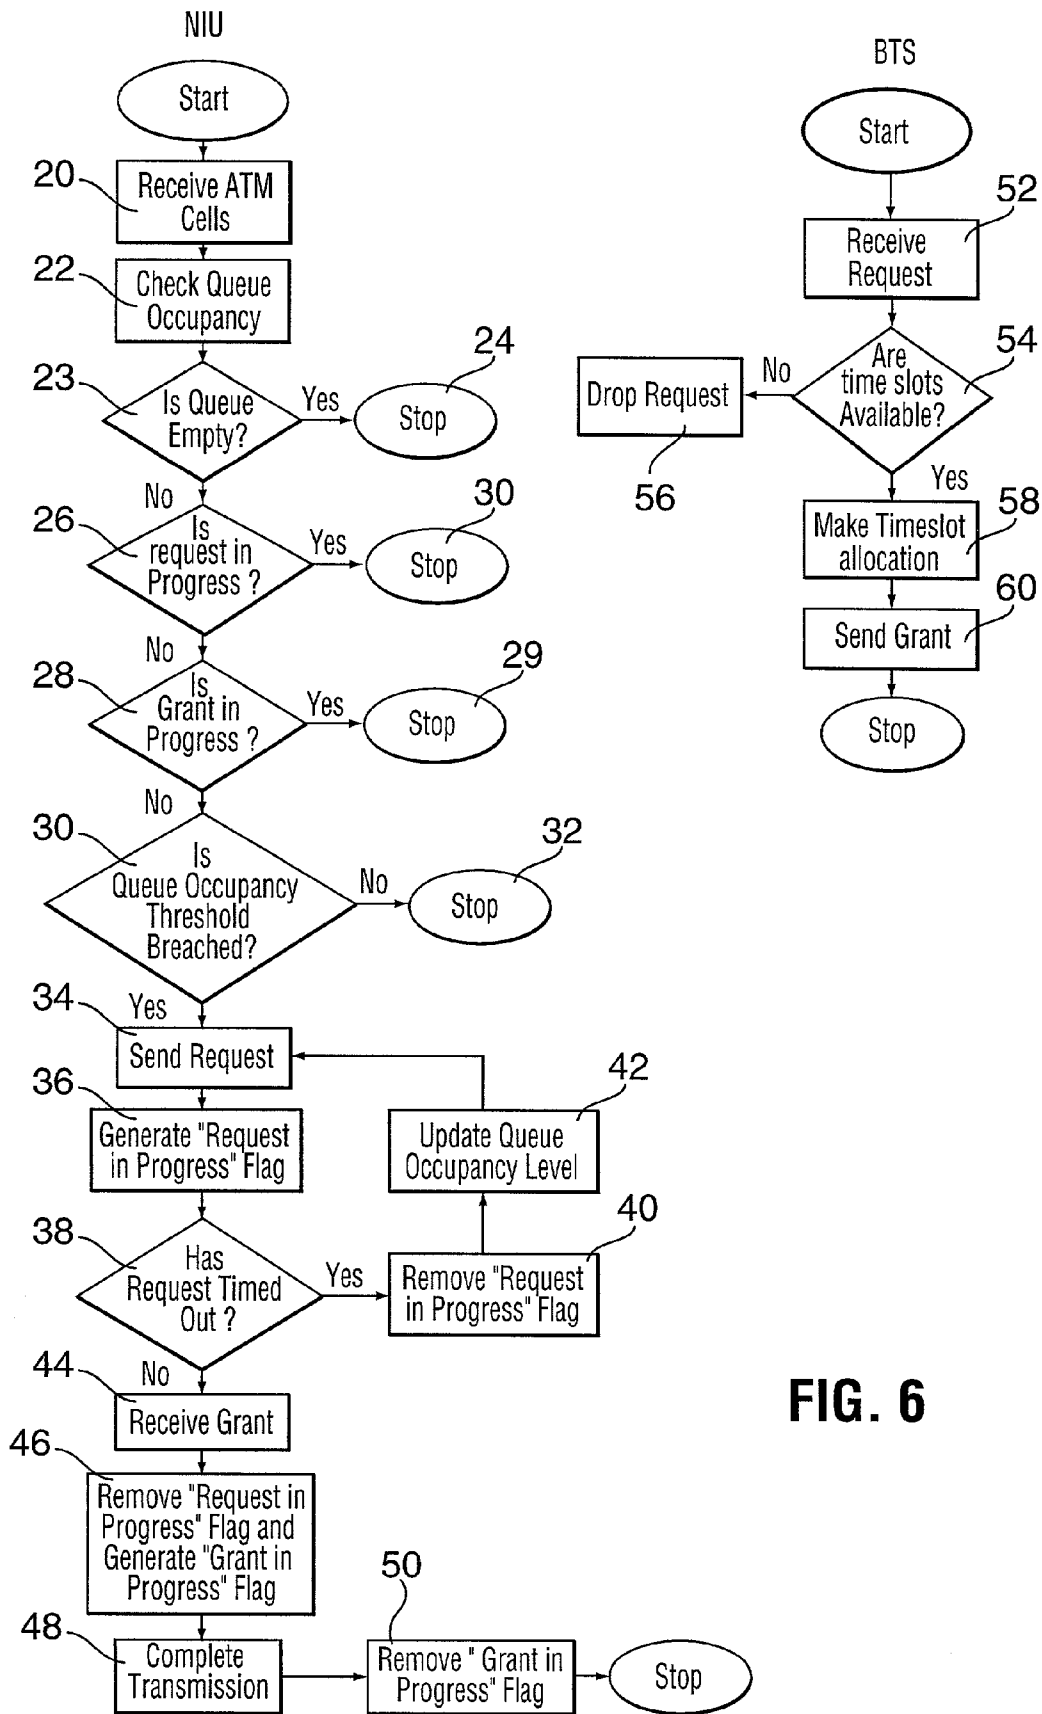 NIU
Start
20
Receive ATM
Cells
22
Check Queue
Occupancy
23
Is Queue
Empty?
Yes
24
Stop
No
26
Is
request in
Progress ?
Yes
30
Stop
No
28
Is
Grant in
Progress ?
Yes
29
Stop
No
30
Is
Queue Occupancy
Threshold
Breached?
No
32
Stop
Yes
34
Send Request
36
Generate "Request
in Progress" Flag
42
Update Queue
Occupancy Level
38
Has
Request Timed
Out ?
Yes
40
Remove "Request
in Progress" Flag
No
44
Receive Grant
46
Remove "Request in
Progress" Flag and
Generate "Grant in
Progress" Flag
48
Complete
Transmission
50
Remove " Grant in
Progress" Flag
Stop
BTS
Start
52
Receive
Request
54
Are
time slots
Available?
No
Drop Request
56
Yes
58
Make Timeslot
allocation
60
Send Grant
Stop
FIG. 6